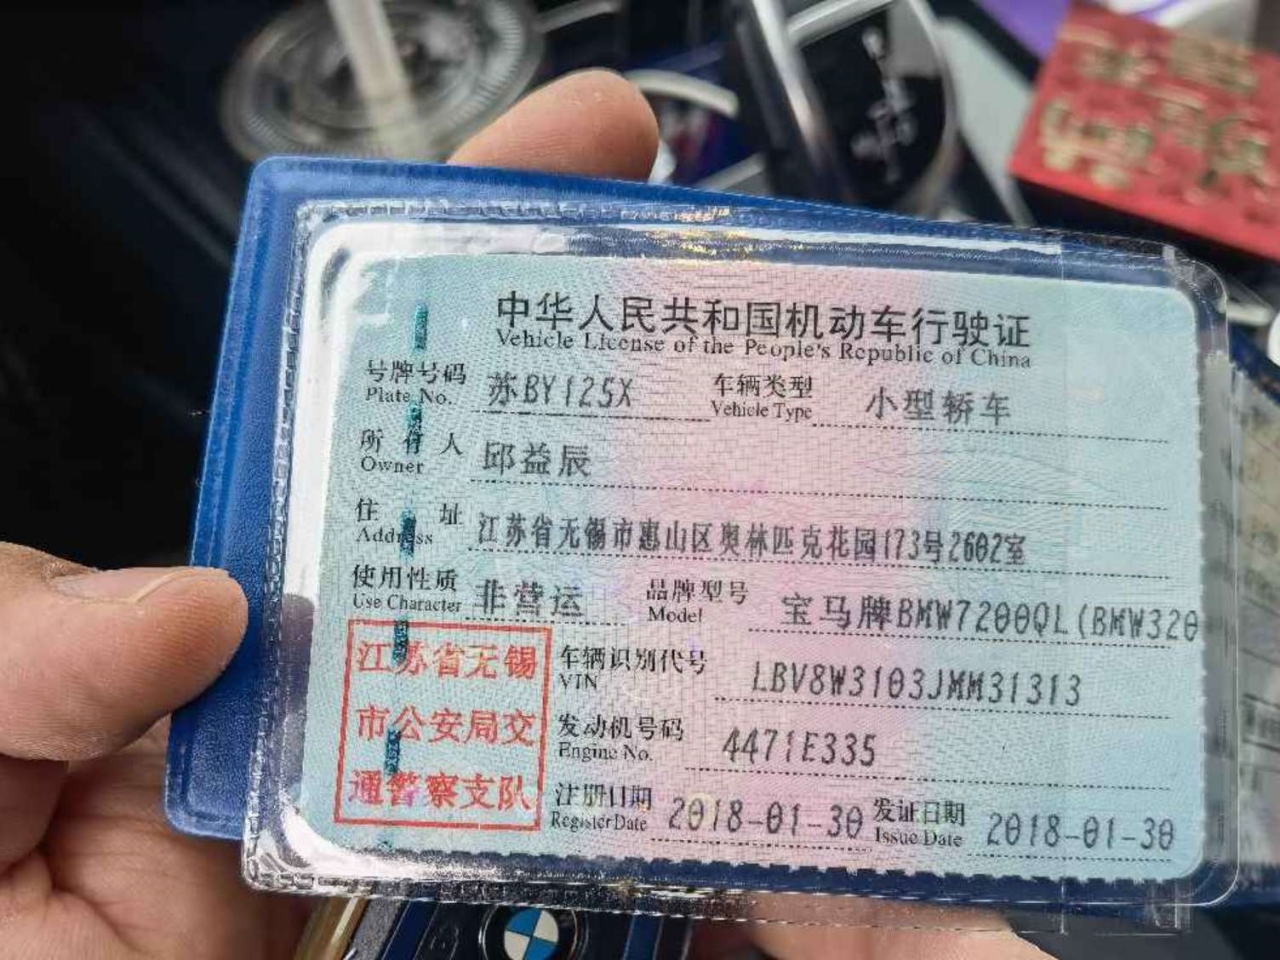 中华人民共和国机动车行驶证
Vehicle License of the People's Republic of China
号牌号码 苏BY125X 车辆类型 小型轿车
Plate No. Vehicle Type
所有人 邱益辰
Owner
住址 江苏省无锡市惠山区奥林匹克花园173号2602室
Address
使用性质 非营运 品牌型号 宝马牌BMW7200QL(BMW320
Use Character Model
江苏省无锡
市公安局交
通警察支队
车辆识别代号 LBV8W3103JMM31313
VIN
发动机号码 4471E335
Engine No.
注册日期 2018-01-30 发证日期 2018-01-30
Register Date Issue Date